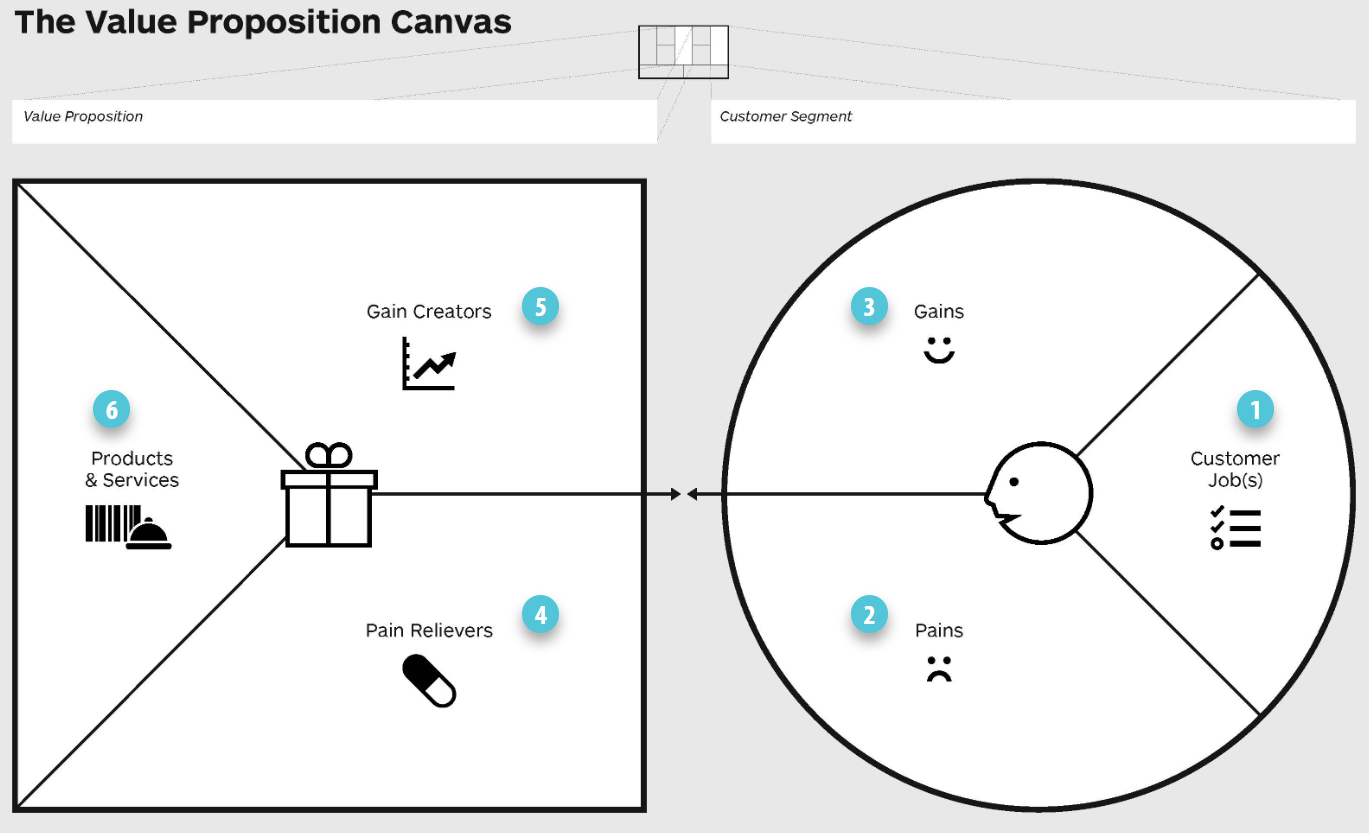 The Value Proposition Canvas
Value Proposition
Customer Segment
Gain Creators
5
3
Gains
6
Products
& Services
1
Customer
Job(s)
Pain Relievers
4
2
Pains